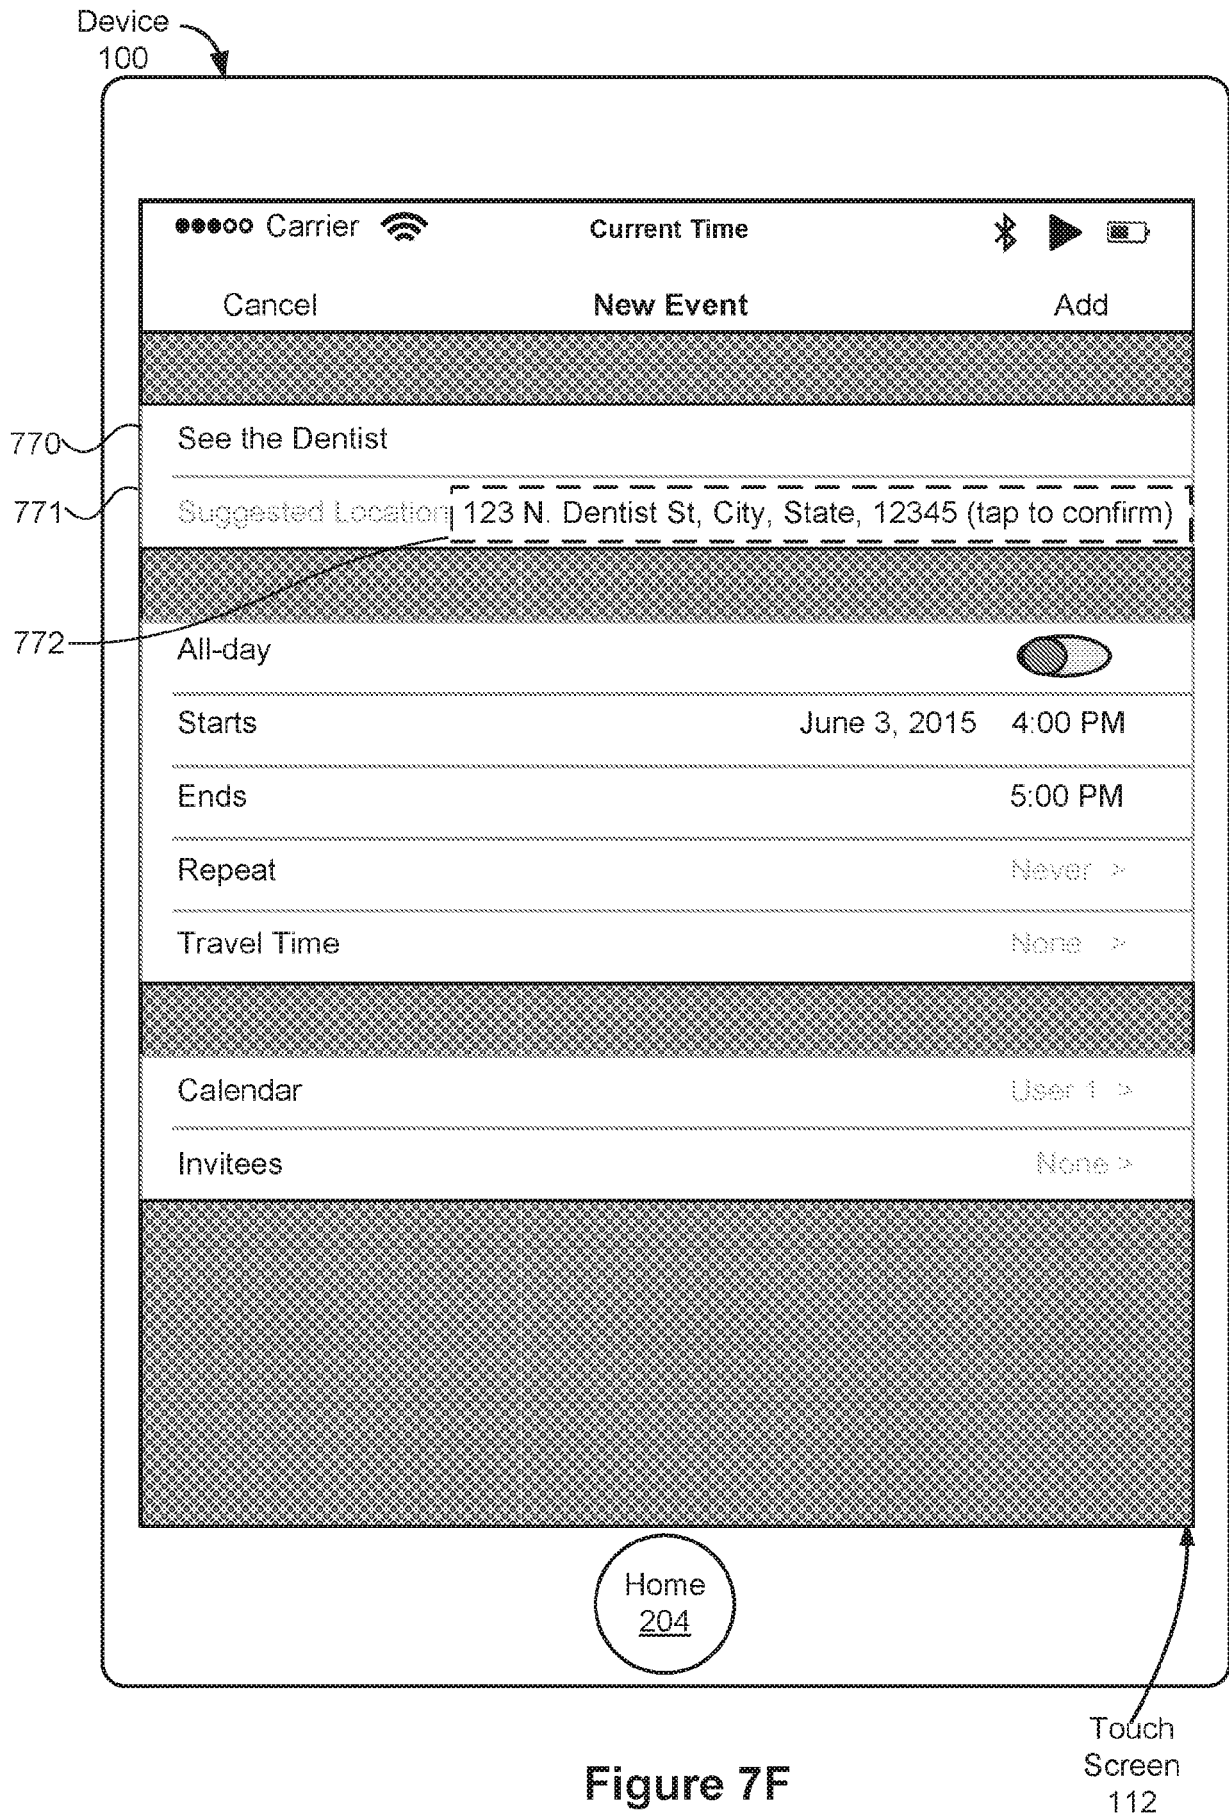 Device
100
Carrier Current Time
Cancel New Event Add
770 See the Dentist
771 Suggested Location 123 N. Dentist St, City, State, 12345 (tap to confirm)
772 All-day
Starts June 3, 2015 4:00 PM
Ends 5:00 PM
Repeat Never >
Travel Time None >
Calendar User 1 >
Invitees None >
Home
204
Touch
Screen
112
Figure 7F